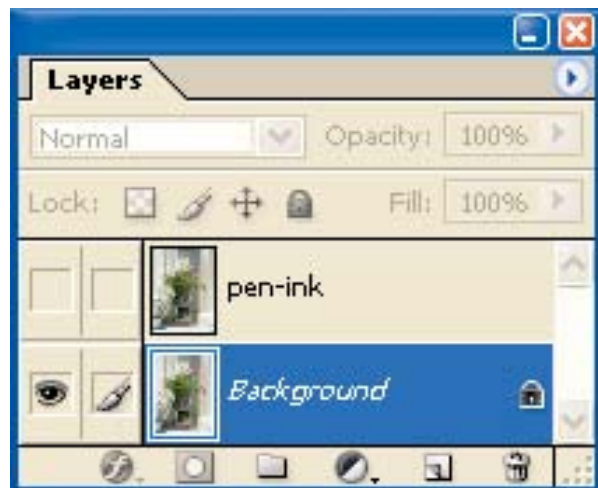 Layers
Normal Opacity: 100%
Lock: Fill: 100%
pen-ink
Background